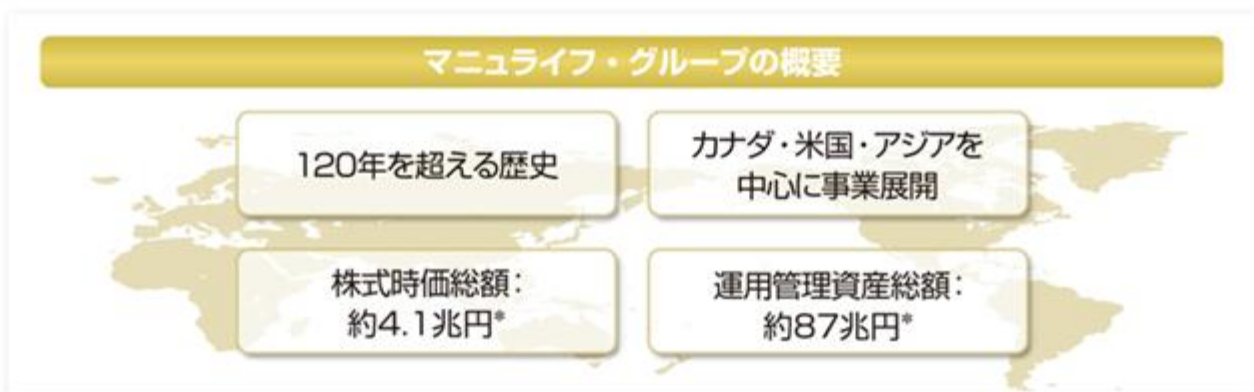 マニュライフ・グループの概要
120年を超える歴史
カナダ・米国・アジアを
中心に事業展開
株式時価総額：
約4.1兆円*
運用管理資産総額：
約87兆円*